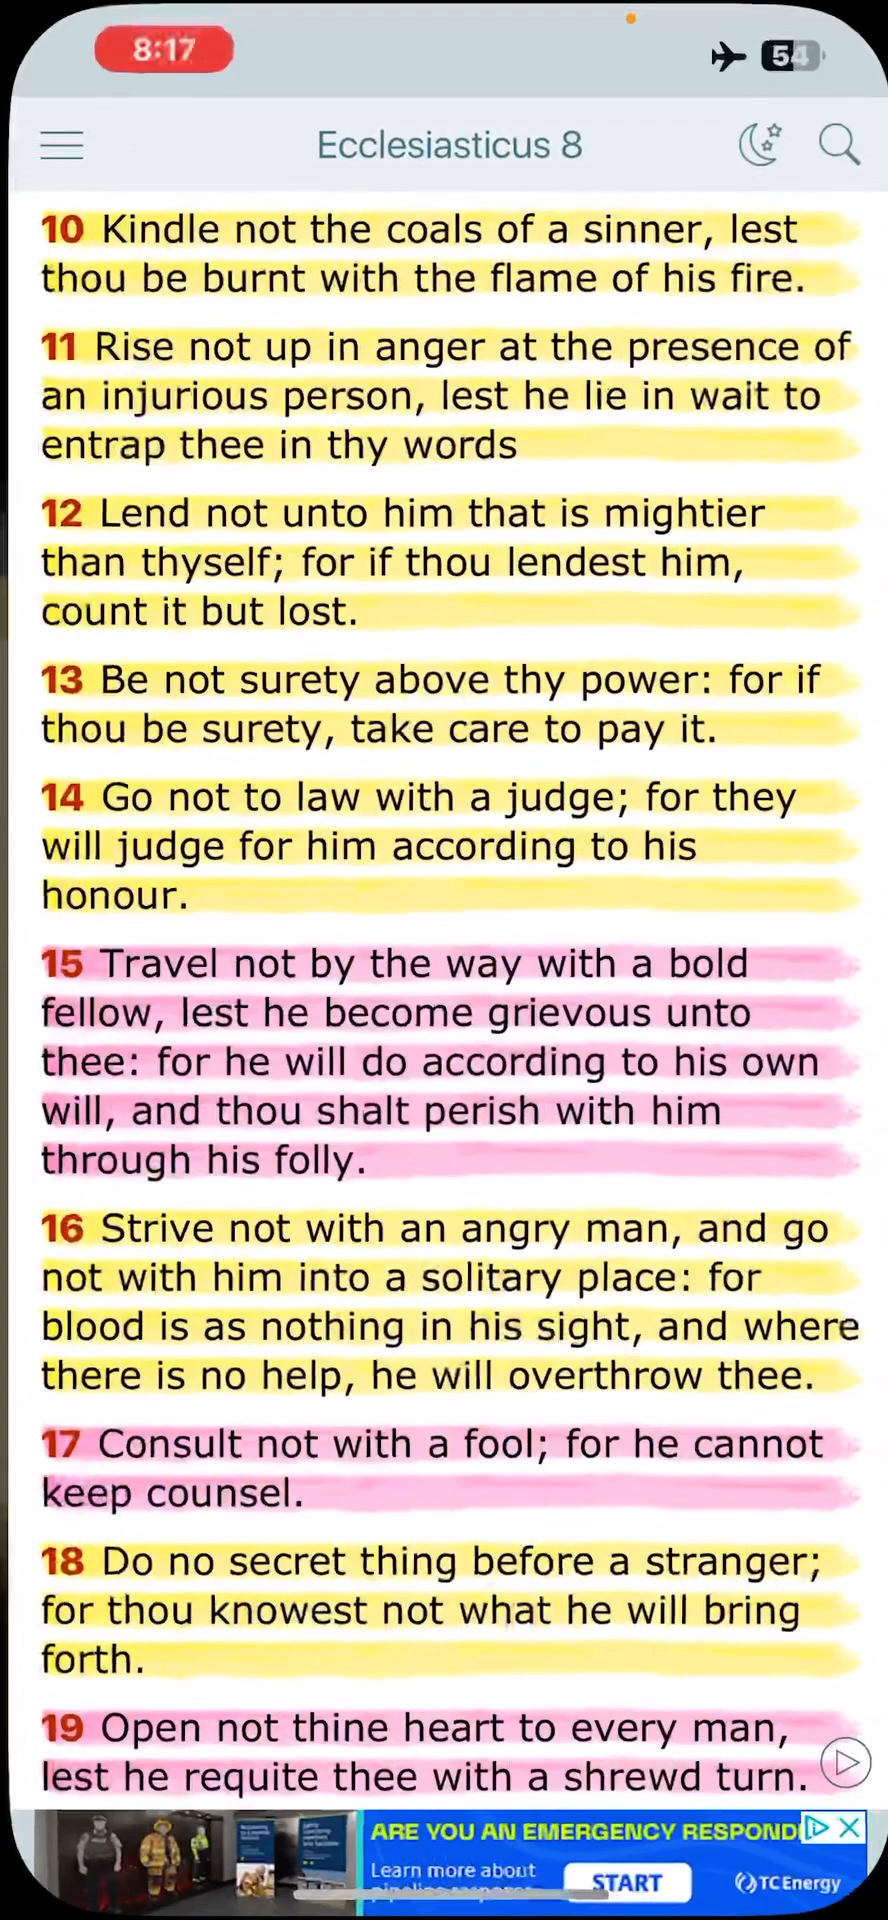 8:17
54
Ecclesiasticus 8
10 Kindle not the coals of a sinner, lest
thou be burnt with the flame of his fire.
11 Rise not up in anger at the presence of
an injurious person, lest he lie in wait to
entrap thee in thy words
12 Lend not unto him that is mightier
than thyself; for if thou lendest him,
count it but lost.
13 Be not surety above thy power: for if
thou be surety, take care to pay it.
14 Go not to law with a judge; for they
will judge for him according to his
honour.
15 Travel not by the way with a bold
fellow, lest he become grievous unto
thee: for he will do according to his own
will, and thou shalt perish with him
through his folly.
16 Strive not with an angry man, and go
not with him into a solitary place: for
blood is as nothing in his sight, and where
there is no help, he will overthrow thee.
17 Consult not with a fool; for he cannot
keep counsel.
18 Do no secret thing before a stranger;
for thou knowest not what he will bring
forth.
19 Open not thine heart to every man,
lest he requite thee with a shrewd turn.
ARE YOU AN EMERGENCY RESPOND
Learn more about
START
TC Energy